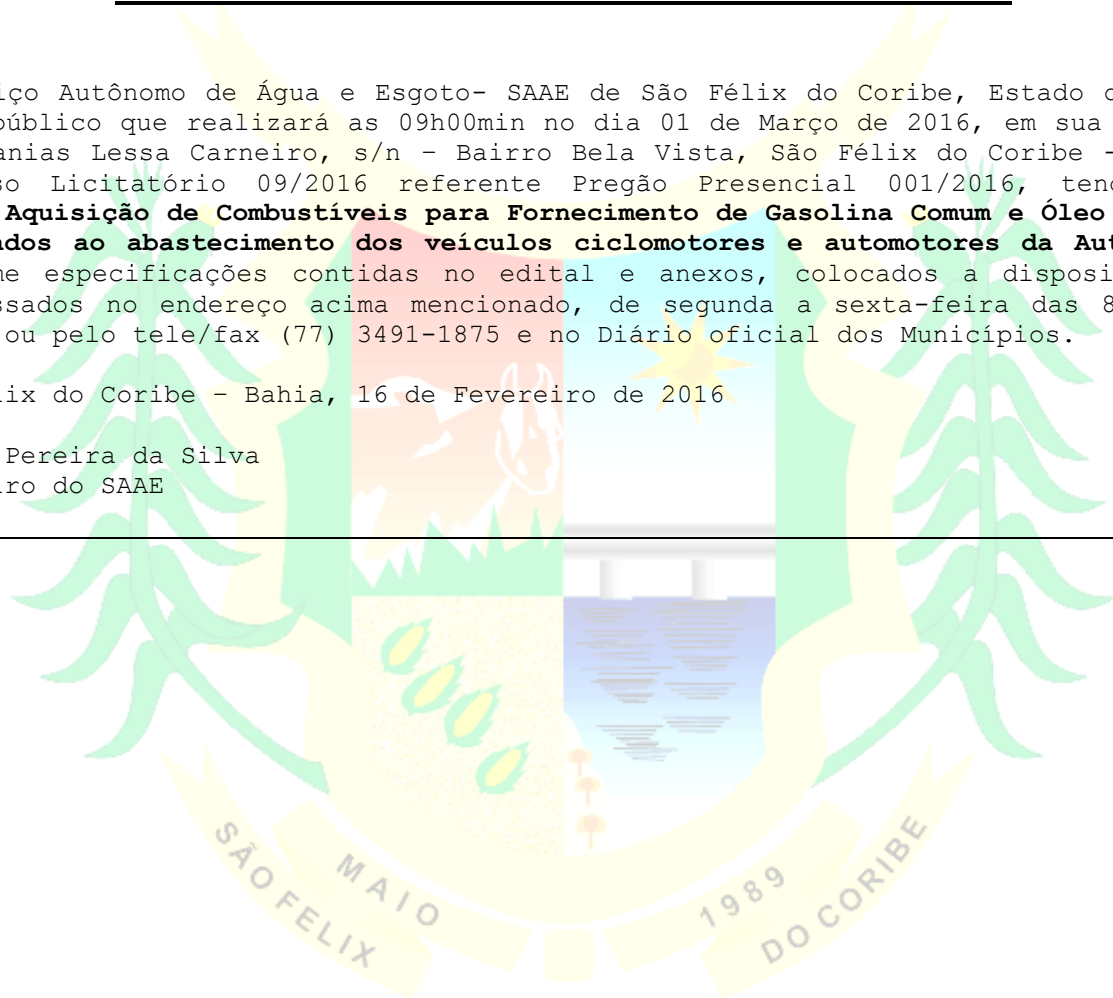 iço Autônomo de Água e Esgoto- SAAE de São Félix do Coribe, Estado
público que realizará as 09h00min no dia 01 de Março de 2016, em sua
anias Lessa Carneiro, s/n – Bairro Bela Vista, São Félix do Coribe -
so Licitatório 09/2016 referente Pregão Presencial 001/2016, tend
Aquisição de Combustíveis para Fornecimento de Gasolina Comum e Óleo
ados ao abastecimento dos veículos ciclomotores e automotores da Aut
me especificações contidas no edital e anexos, colocados a disposi
ssados no endereço acima mencionado, de segunda a sexta-feira das 8
ou pelo tele/fax (77) 3491-1875 e no Diário oficial dos Municípios.
lix do Coribe – Bahia, 16 de Fevereiro de 2016
Pereira da Silva
iro do SAAE
SÃO FELIX MAIO 1989 DO CORIBE